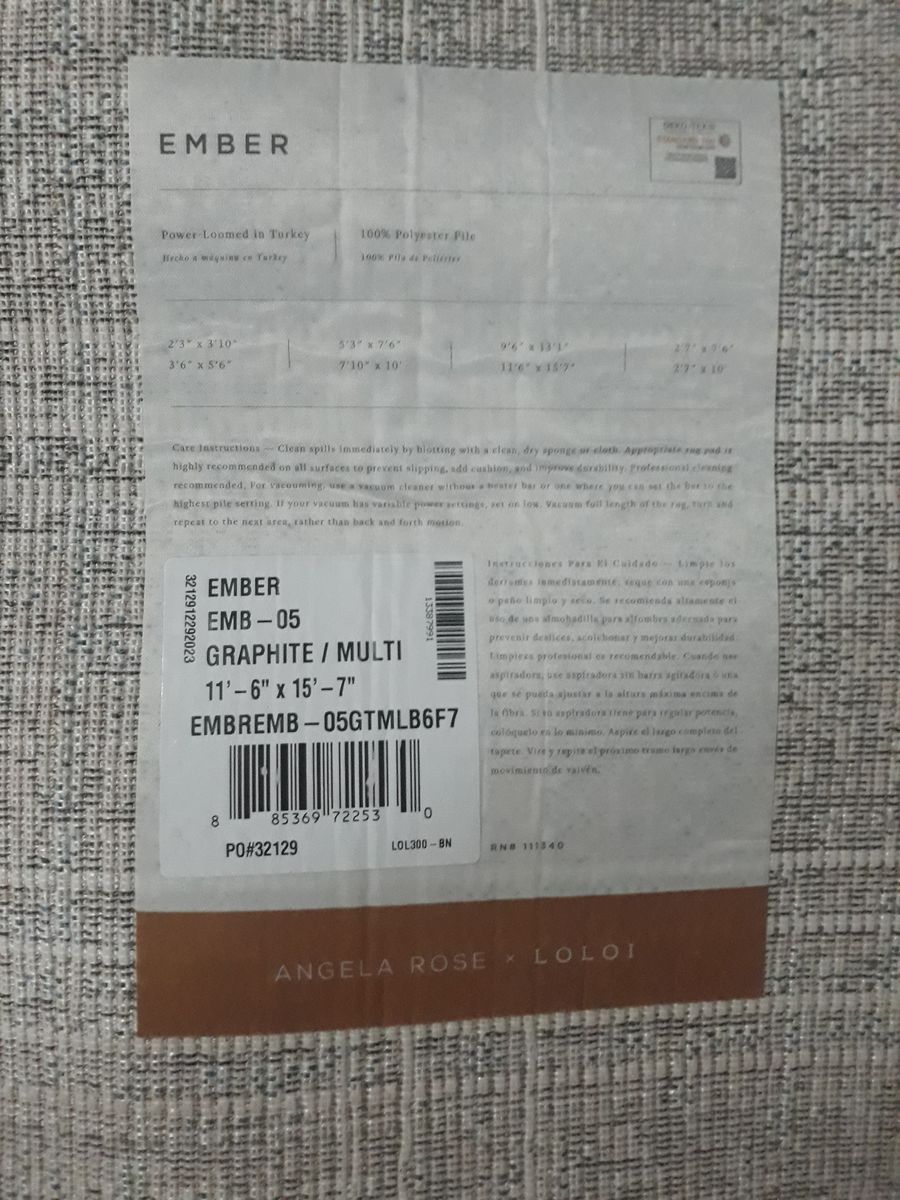 EMBER
OEKO-TEX®
STANDARD 100
Power-Loomed in Turkey
100% Polyester Pile
Hecho a máquina en Turkey
100% Pila de Poliéster
2'3" x 3'10"
5'3" x 7'6"
9'6" x 13'1"
2'7" x 9'6"
3'6" x 5'6"
7'10" x 10'
11'6" x 15'7"
2'7" x 10'
Care Instructions — Clean spills immediately by blotting with a clean, dry sponge or cloth. Appropriate rug pad is
highly recommended on all surfaces to prevent slipping, add cushion, and improve durability. Professional cleaning
recommended. For vacuuming, use a vacuum cleaner without a beater bar or one where you can set the bar to the
highest pile setting. If your vacuum has variable power settings, set on low. Vacuum full length of the rug, turn and
repeat to the next area, rather than back and forth motion.
EMBER
EMB-05
GRAPHITE / MULTI
11'-6" x 15'-7"
EMBREMB-05GTMLB6F7
3212912292023
13387991
8 85369 72253 0
PO#32129
LOL300-BN
Instrucciones Para El Cuidado — Limpie los
derrames inmediatamente, seque con una esponja
o paño limpio y seco. Se recomienda altamente el
uso de una almohadilla para alfombra adecuada para
prevenir deslices, acolchonar y mejorar durabilidad.
Limpieza profesional es recomendable. Cuando use
aspiradora, use aspiradora sin barra agitadora o una
que se pueda ajustar a la altura máxima encima de
la fibra. Si su aspiradora tiene para regular potencia,
colóquelo en lo mínimo. Aspire el largo completo del
tapete. Vire y repita el próximo tramo largo envés de
movimiento de vaivén.
RN# 111340
ANGELA ROSE × LOLOI